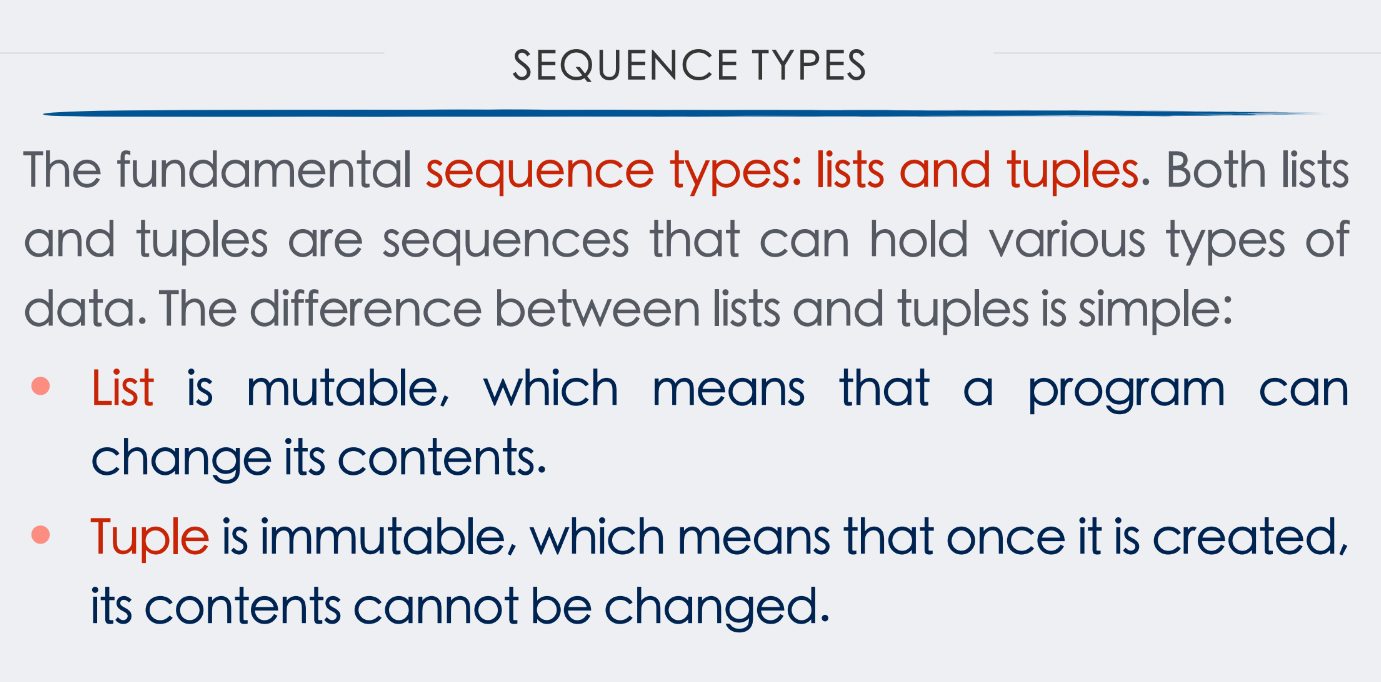 SEQUENCE TYPES
The fundamental sequence types: lists and tuples. Both lists
and tuples are sequences that can hold various types of
data. The difference between lists and tuples is simple:
• List is mutable, which means that a program can
change its contents.
• Tuple is immutable, which means that once it is created,
its contents cannot be changed.